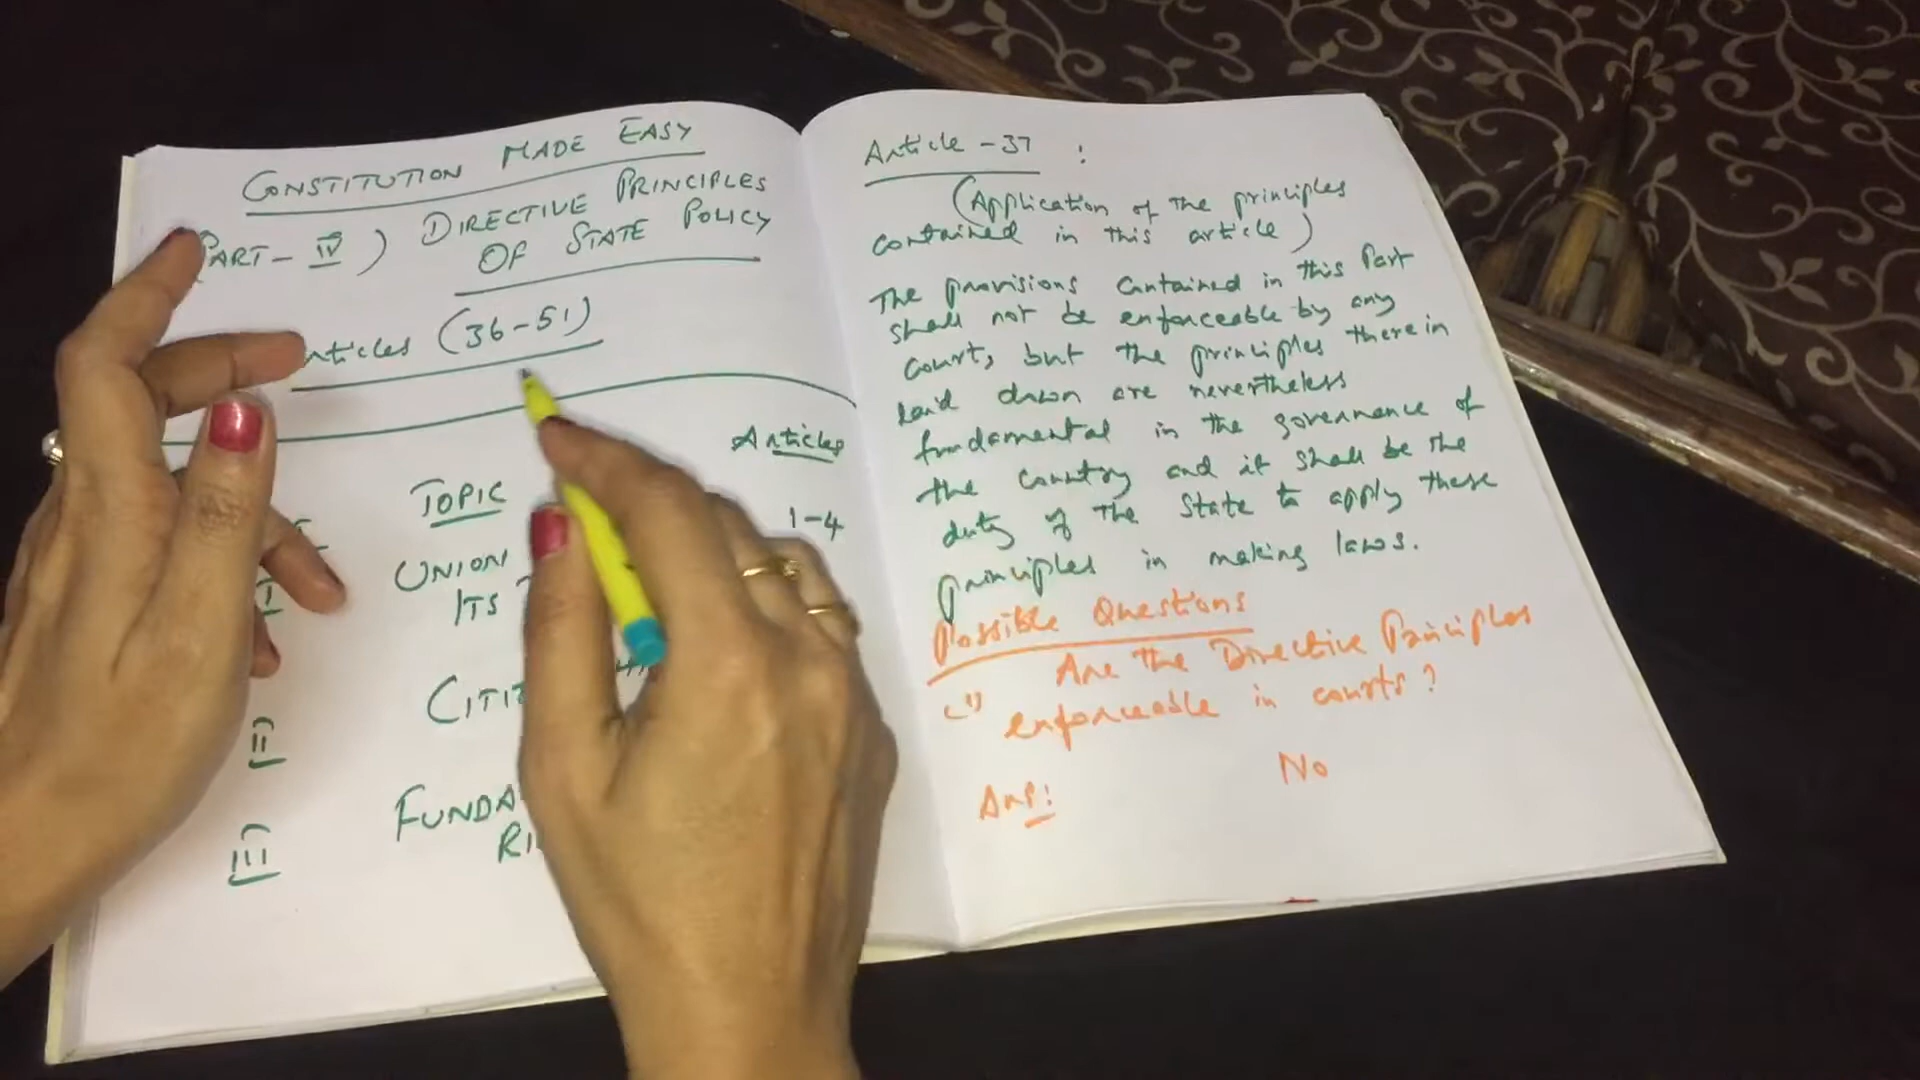 CONSTITUTION MADE EASY
(PART - IV) DIRECTIVE PRINCIPLES
OF STATE POLICY
Articles (36-51)
TOPIC Articles
I UNION 1-4
ITS
II CITIZ
III FUNDA
RI
Article - 37 :
(Application of the principles
contained in this article)
The provisions contained in this Part
shall not be enforceable by any
court, but the principles there in
laid down are nevertheless
fundamental in the governance of
the country and it shall be the
duty of the State to apply these
principles in making laws.
Possible Questions
(1) Are the Directive Principles
enforceable in courts?
Ans: No